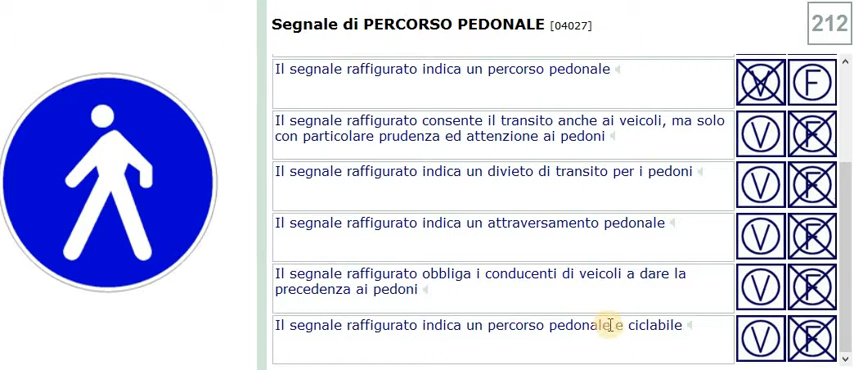 Segnale di PERCORSO PEDONALE [04027]
212
Il segnale raffigurato indica un percorso pedonale
V F
Il segnale raffigurato consente il transito anche ai veicoli, ma solo
con particolare prudenza ed attenzione ai pedoni
V F
Il segnale raffigurato indica un divieto di transito per i pedoni
V F
Il segnale raffigurato indica un attraversamento pedonale
V F
Il segnale raffigurato obbliga i conducenti di veicoli a dare la
precedenza ai pedoni
V F
Il segnale raffigurato indica un percorso pedonale e ciclabile
V F